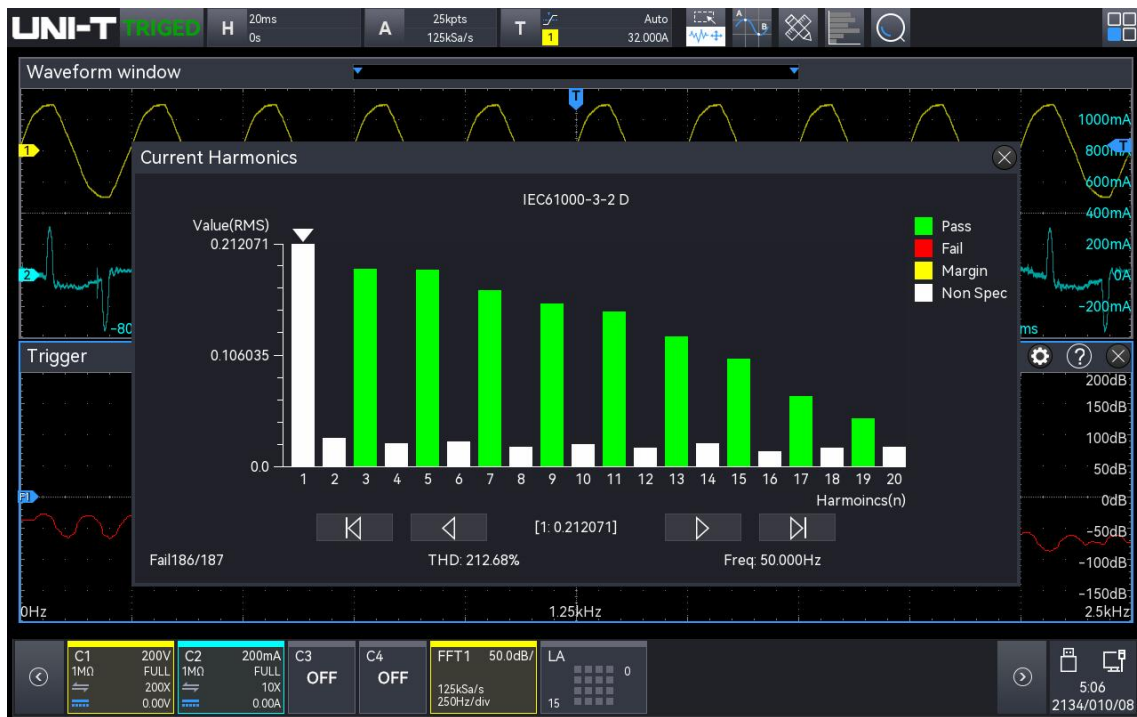 UNI-T TRIGED H 20ms 0s A 25kpts 125kSa/s T 1 Auto 32.000A
Waveform window
T
1000mA
1 800mA T
Current Harmonics
600mA
IEC61000-3-2 D
400mA
Value(RMS)
0.212071
Pass
200mA
Fail
2 0A
Margin
Non Spec
-200mA
-80 ms
Trigger
0.106035
200dB
150dB
100dB
50dB
0.0
1 2 3 4 5 6 7 8 9 10 11 12 13 14 15 16 17 18 19 20
Harmoincs(n)
0dB
[1: 0.212071]
-50dB
Fail186/187 THD: 212.68% Freq: 50.000Hz
-100dB
-150dB
0Hz 1.25kHz 2.5kHz
C1 200V
1MΩ FULL
200X
0.00V
C2 200mA
1MΩ FULL
10X
0.00A
C3
OFF
C4
OFF
FFT1 50.0dB/
125kSa/s
250Hz/div
LA
0
15
5:06
2134/010/08